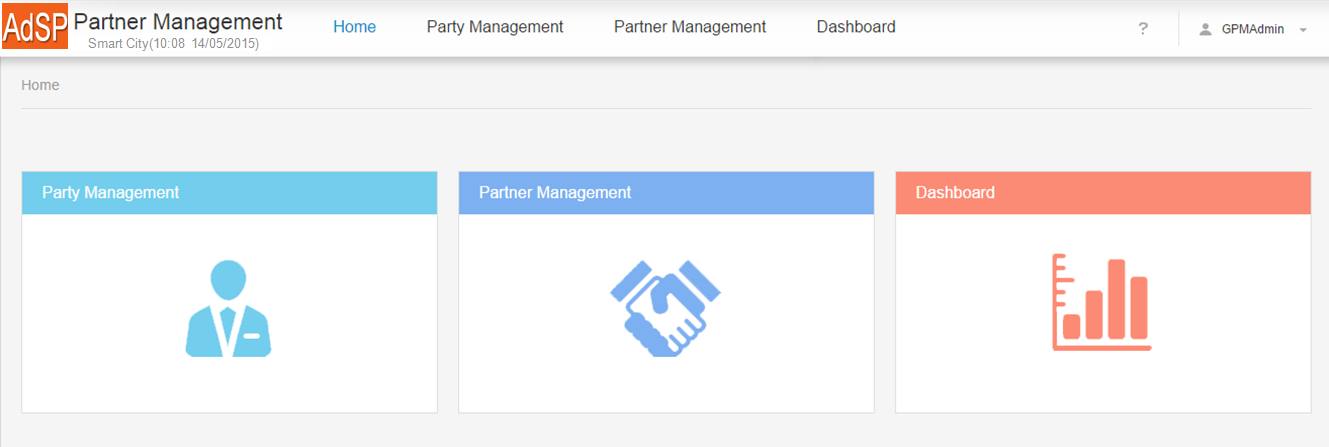 AdSP Partner Management Home Party Management Partner Management Dashboard ? GPMAdmin
Smart City(10:08 14/05/2015)
Home
Party Management Partner Management Dashboard